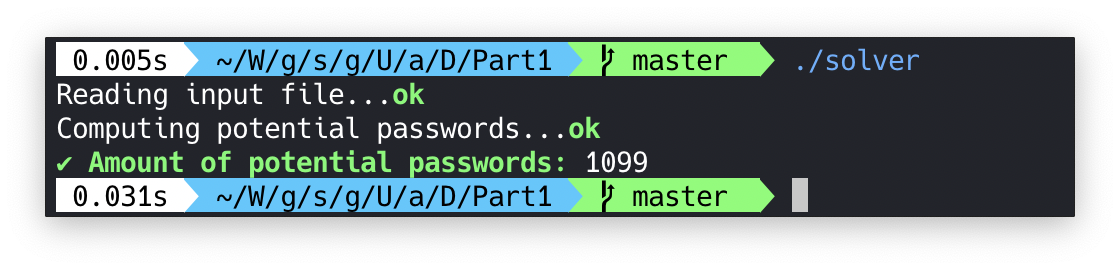 0.005s ~/W/g/s/g/U/a/D/Part1 master ./solver
Reading input file...ok
Computing potential passwords...ok
✔ Amount of potential passwords: 1099
0.031s ~/W/g/s/g/U/a/D/Part1 master